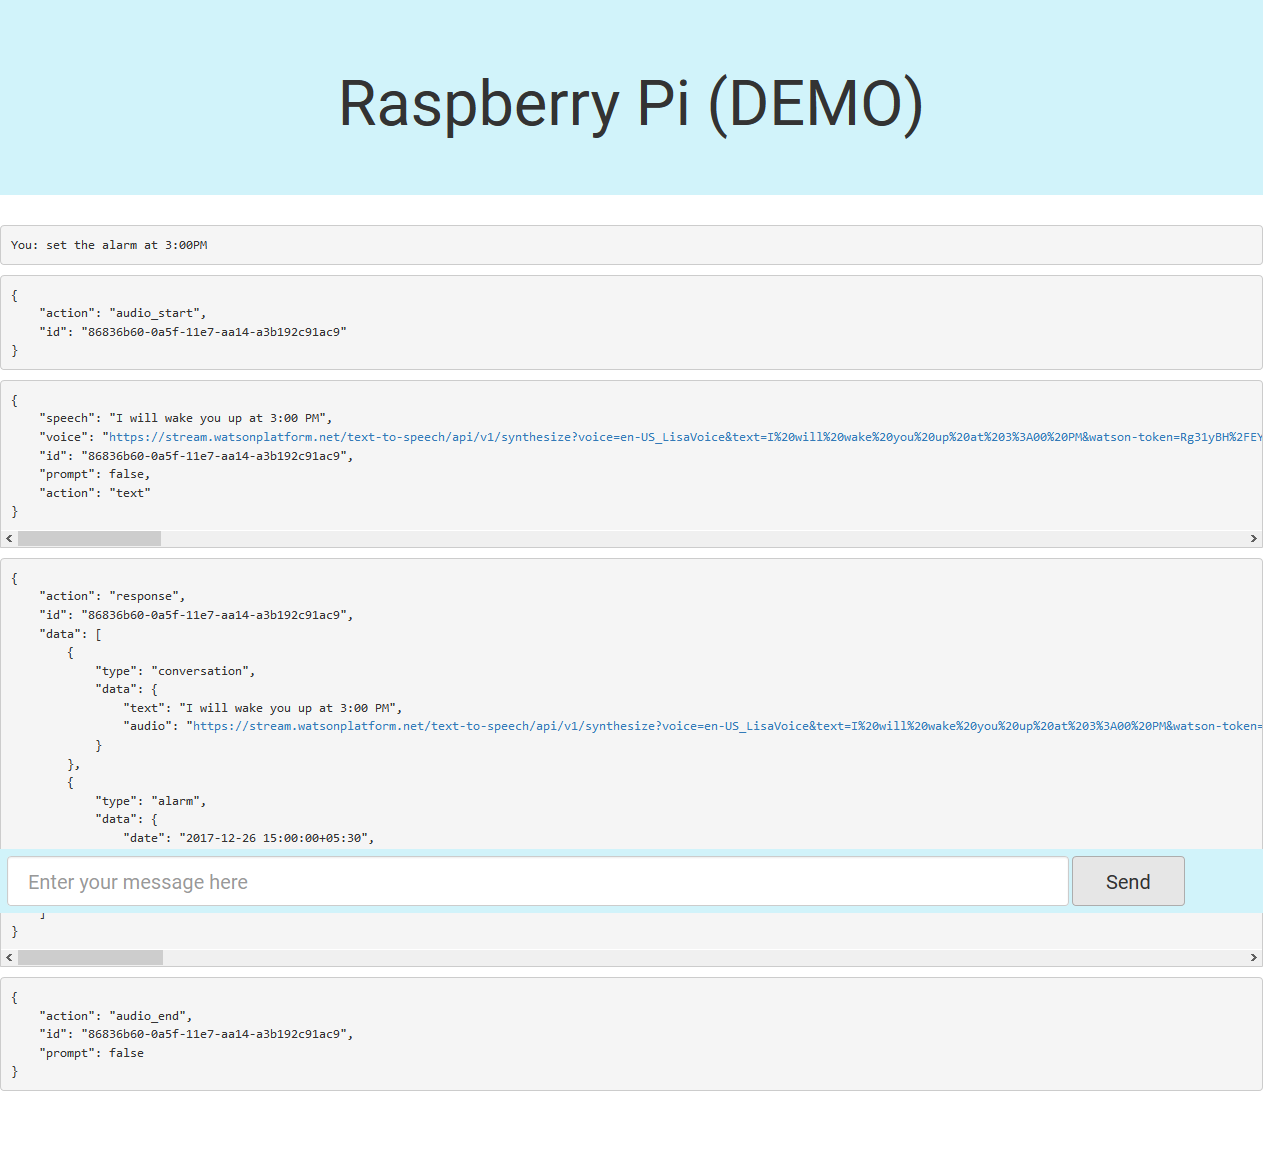 Raspberry Pi (DEMO)
You: set the alarm at 3:00PM
{
    "action": "audio_start",
    "id": "86836b60-0a5f-11e7-aa14-a3b192c91ac9"
}
{
    "speech": "I will wake you up at 3:00 PM",
    "voice": "https://stream.watsonplatform.net/text-to-speech/api/v1/synthesize?voice=en-US_LisaVoice&text=I%20will%20wake%20you%20up%20at%203%3A00%20PM&watson-token=Rg31yBH%2FEY
    "id": "86836b60-0a5f-11e7-aa14-a3b192c91ac9",
    "prompt": false,
    "action": "text"
}
{
    "action": "response",
    "id": "86836b60-0a5f-11e7-aa14-a3b192c91ac9",
    "data": [
        {
            "type": "conversation",
            "data": {
                "text": "I will wake you up at 3:00 PM",
                "audio": "https://stream.watsonplatform.net/text-to-speech/api/v1/synthesize?voice=en-US_LisaVoice&text=I%20will%20wake%20you%20up%20at%203%3A00%20PM&watson-token=
            }
        },
        {
            "type": "alarm",
            "data": {
                "date": "2017-12-26 15:00:00+05:30",
Enter your message here Send
    ]
}
{
    "action": "audio_end",
    "id": "86836b60-0a5f-11e7-aa14-a3b192c91ac9",
    "prompt": false
}